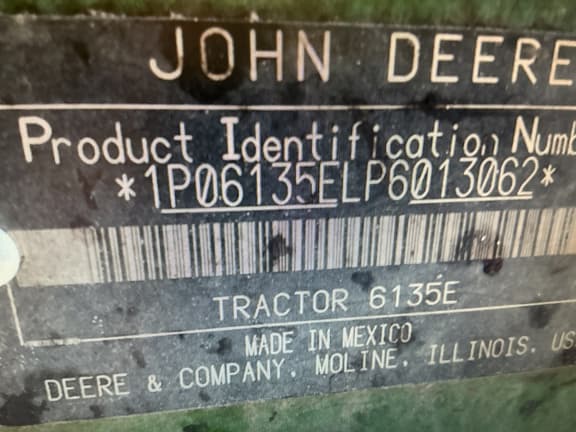 JOHN DEERE
Product Identification Numb
*1P06135ELP6013062*
TRACTOR 6135E
MADE IN MEXICO
DEERE & COMPANY. MOLINE. ILLINOIS. US